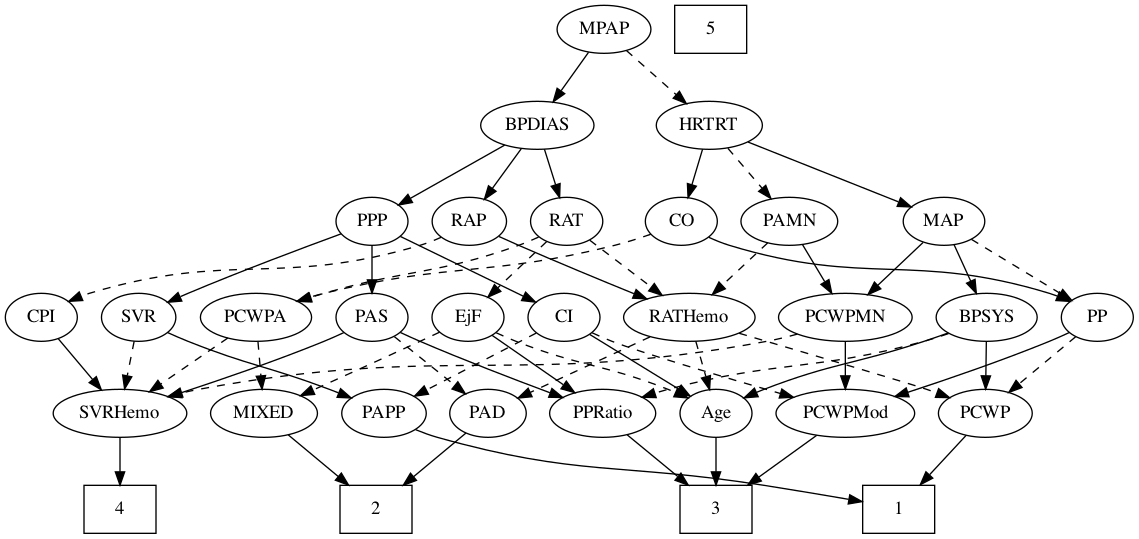 MPAP
5
BPDIAS
HRTRT
PPP
RAP
RAT
CO
PAMN
MAP
CPI
SVR
PCWPA
PAS
EjF
CI
RATHemo
PCWPMN
BPSYS
PP
SVRHemo
MIXED
PAPP
PAD
PPRatio
Age
PCWPMod
PCWP
4
2
3
1